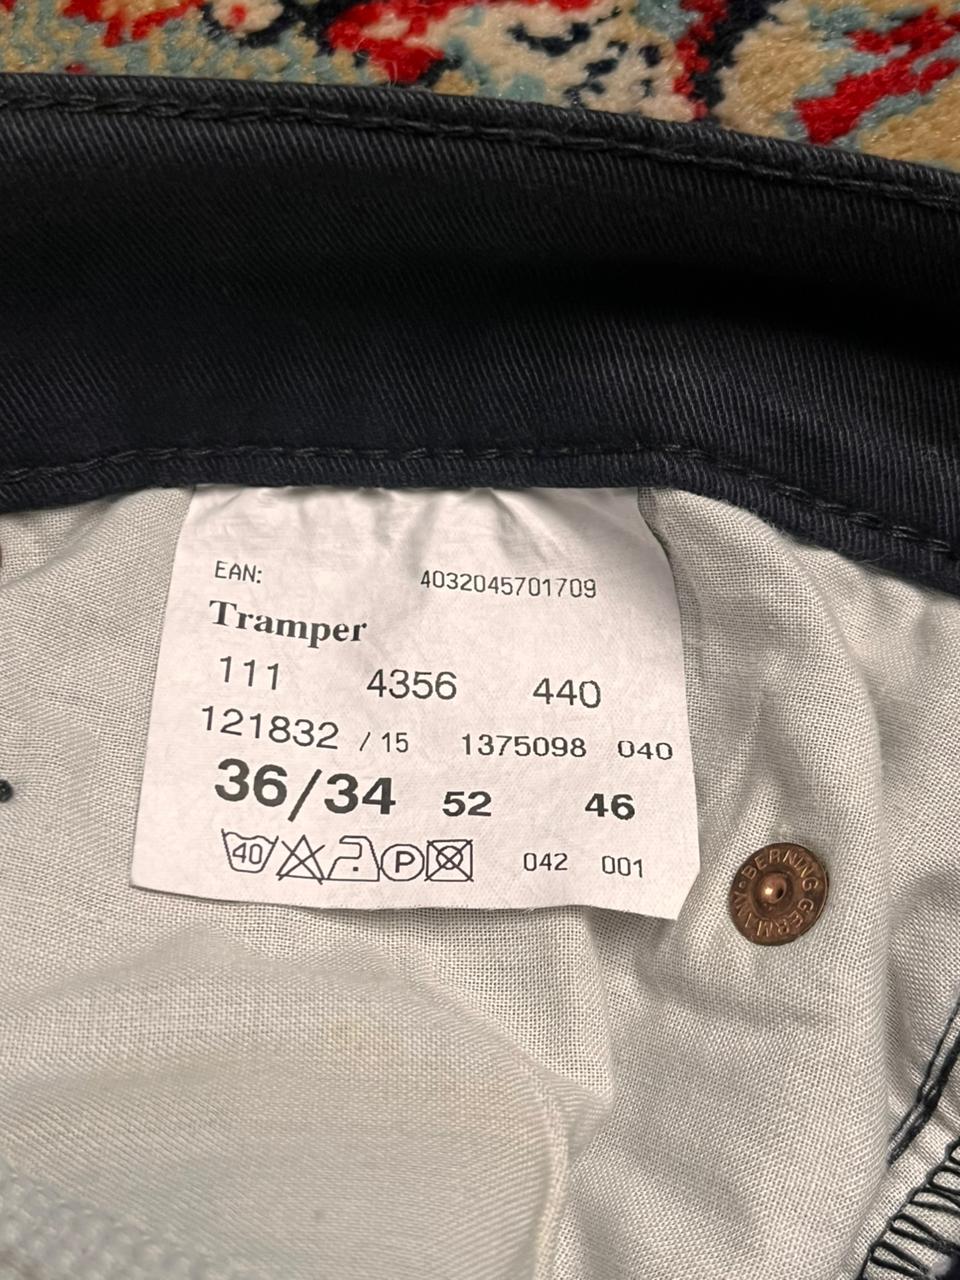 EAN: 4032045701709
Tramper
111 4356 440
121832 / 15 1375098 040
36/34 52 46
40 P 042 001
BERNING·GERMANY·